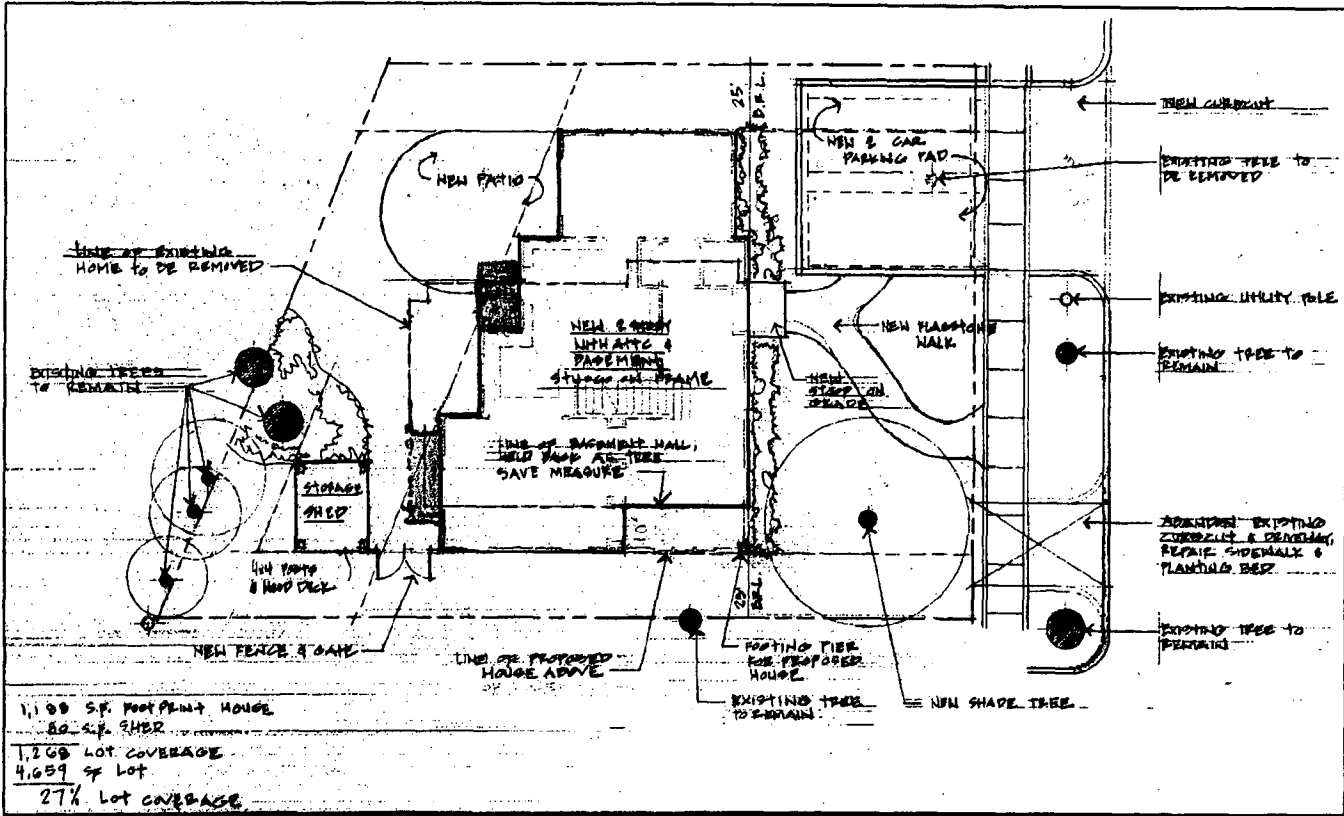 NEW CURBCUT
25'
B.R.L.
NEW 2 CAR
PARKING PAD
EXISTING TREE TO
BE REMOVED
NEW PATIO
LINE OF EXISTING
HOME TO BE REMOVED
EXISTING UTILITY POLE
NEW 2 STORY
WITH ATTIC &
BASEMENT
STUCCO ON FRAME
NEW FLAGSTONE
WALK
EXISTING TREE TO
REMAIN
EXISTING TREES
TO REMAIN
NEW
STOOP ON
GRADE
LINE OF BASEMENT WALL,
HELD BACK AS TREE
SAVE MEASURE
STORAGE
SHED
10'
ABANDON EXISTING
CURBCUT & DRIVEWAY,
REPAIR SIDEWALK &
PLANTING BED
4x4 POSTS
& WOOD DECK
25'
B.R.L.
EXISTING TREE TO
REMAIN
NEW FENCE & GATE
LINE OF PROPOSED
HOUSE ABOVE
FOOTING PIER
FOR PROPOSED
HOUSE
EXISTING TREE
TO REMAIN
NEW SHADE TREE
1,188 S.F. FOOTPRINT HOUSE
80 S.F. SHED
1,268 LOT COVERAGE
4,659 SF LOT
27% LOT COVERAGE